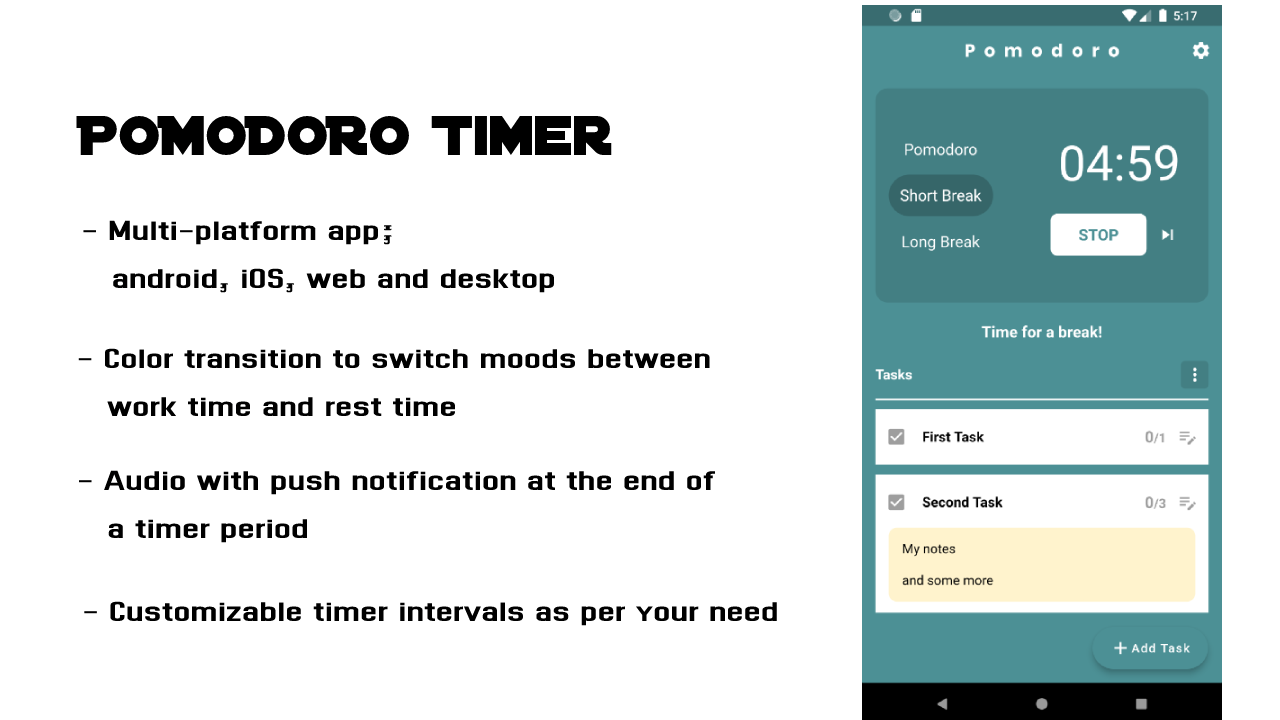 POMODORO TIMER
- Multi-platform app;
android, iOS, web and desktop
- Color transition to switch moods between
work time and rest time
- Audio with push notification at the end of
a timer period
- Customizable timer intervals as per your need
5:17
Pomodoro
Pomodoro
Short Break
Long Break
04:59
STOP
Time for a break!
Tasks
First Task 0/1
Second Task 0/3
My notes
and some more
+ Add Task